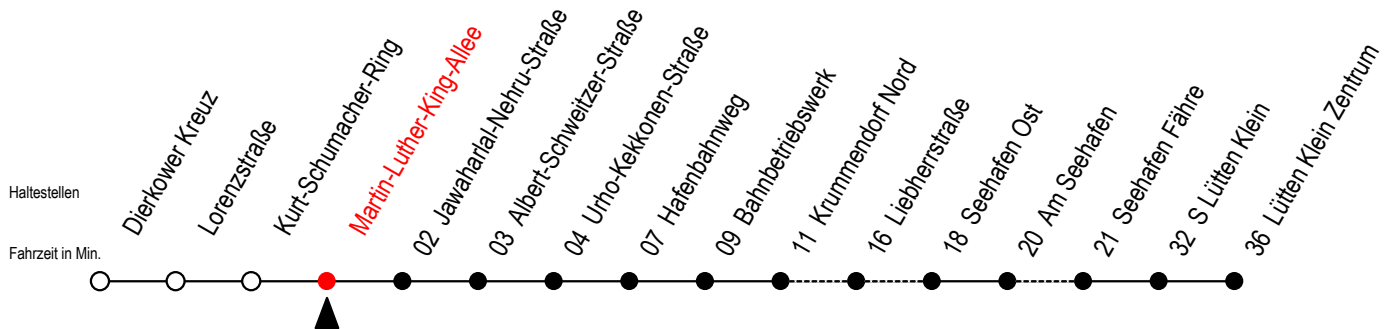 Haltestellen
Fahrzeit in Min.
Dierkower Kreuz
Lorenzstraße
Kurt-Schumacher-Ring
Martin-Luther-King-Allee
02 Jawaharlal-Nehru-Straße
03 Albert-Schweitzer-Straße
04 Urho-Kekkonen-Straße
07 Hafenbahnweg
09 Bahnbetriebswerk
11 Krummendorf Nord
16 Liebherrstraße
18 Seehafen Ost
20 Am Seehafen
21 Seehafen Fähre
32 S Lütten Klein
36 Lütten Klein Zentrum